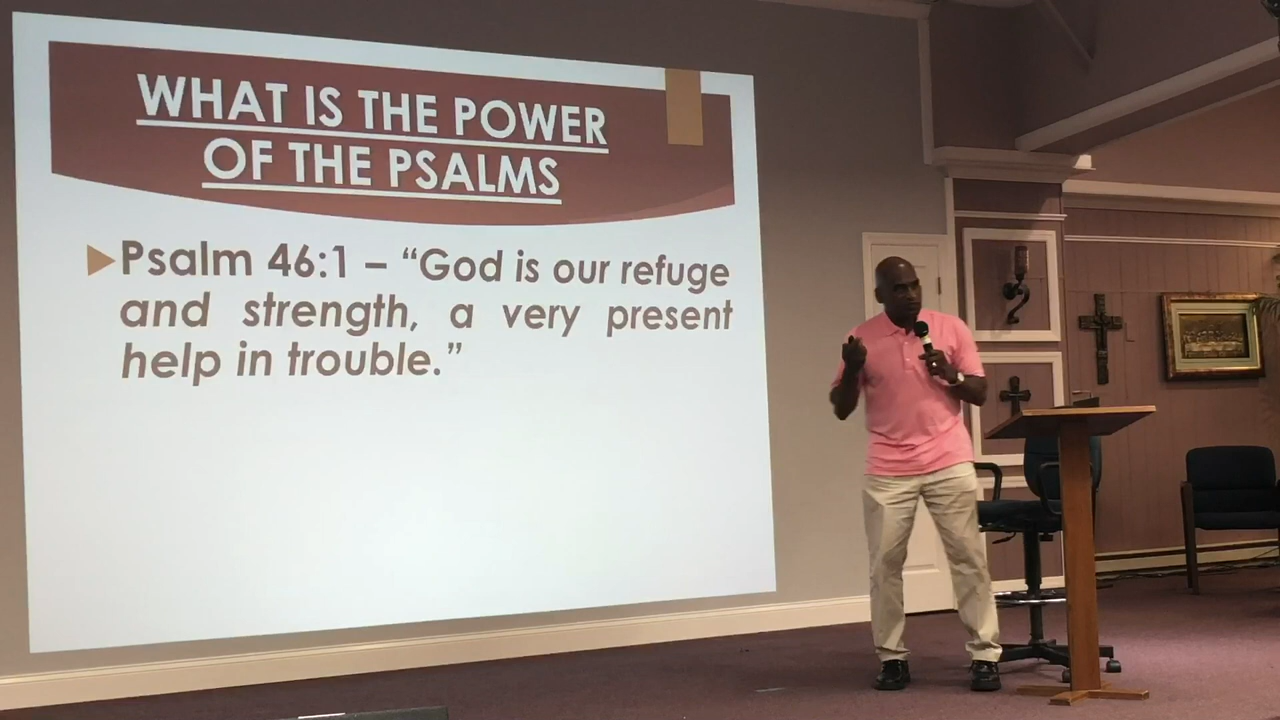 WHAT IS THE POWER
OF THE PSALMS
Psalm 46:1 – “God is our refuge
and strength, a very present
help in trouble.”